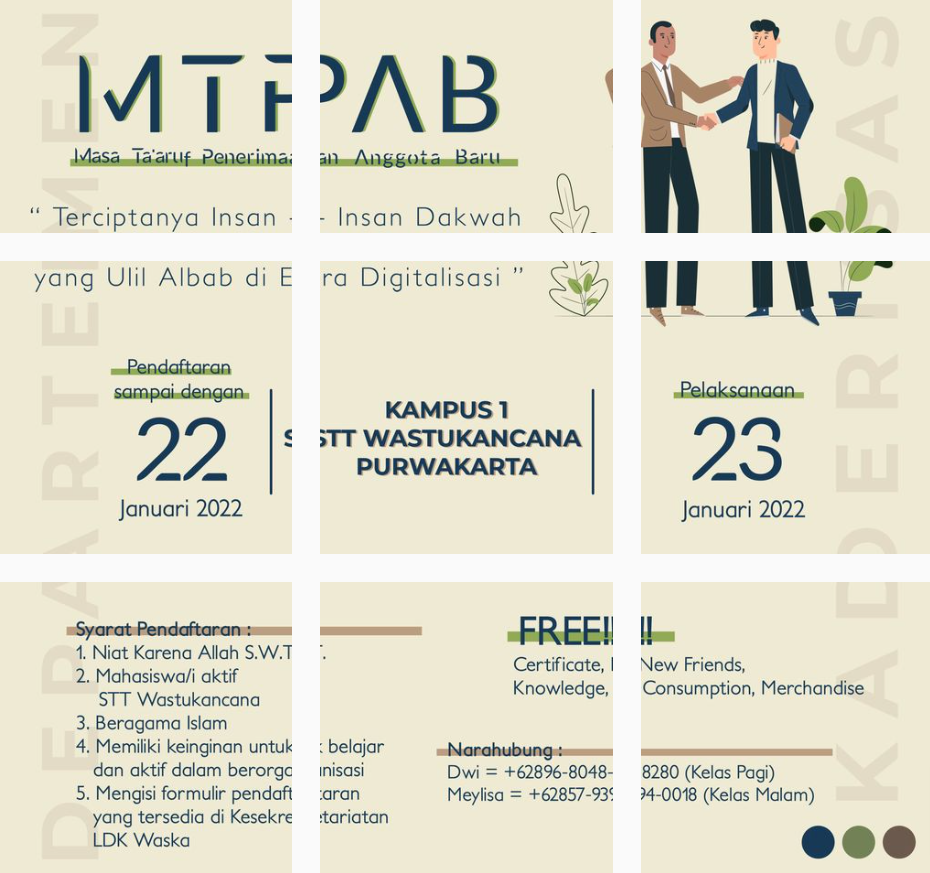 MTPAB
Masa Ta'aruf Penerimaan Anggota Baru
“ Terciptanya Insan - Insan Dakwah
yang Ulil Albab di Era Digitalisasi ”
Pendaftaran
sampai dengan
22
Januari 2022
KAMPUS 1
STT WASTUKANCANA
PURWAKARTA
Pelaksanaan
23
Januari 2022
Syarat Pendaftaran :
1. Niat Karena Allah S.W.T.
2. Mahasiswa/i aktif
STT Wastukancana
3. Beragama Islam
4. Memiliki keinginan untuk belajar
dan aktif dalam berorganisasi
5. Mengisi formulir pendaftaran
yang tersedia di Kesekretariatan
LDK Waska
FREE!!!!
Certificate, New Friends,
Knowledge, Consumption, Merchandise
Narahubung :
Dwi = +62896-8048-8280 (Kelas Pagi)
Meylisa = +62857-9394-0018 (Kelas Malam)
DEPARTEMEN
KADERISAS